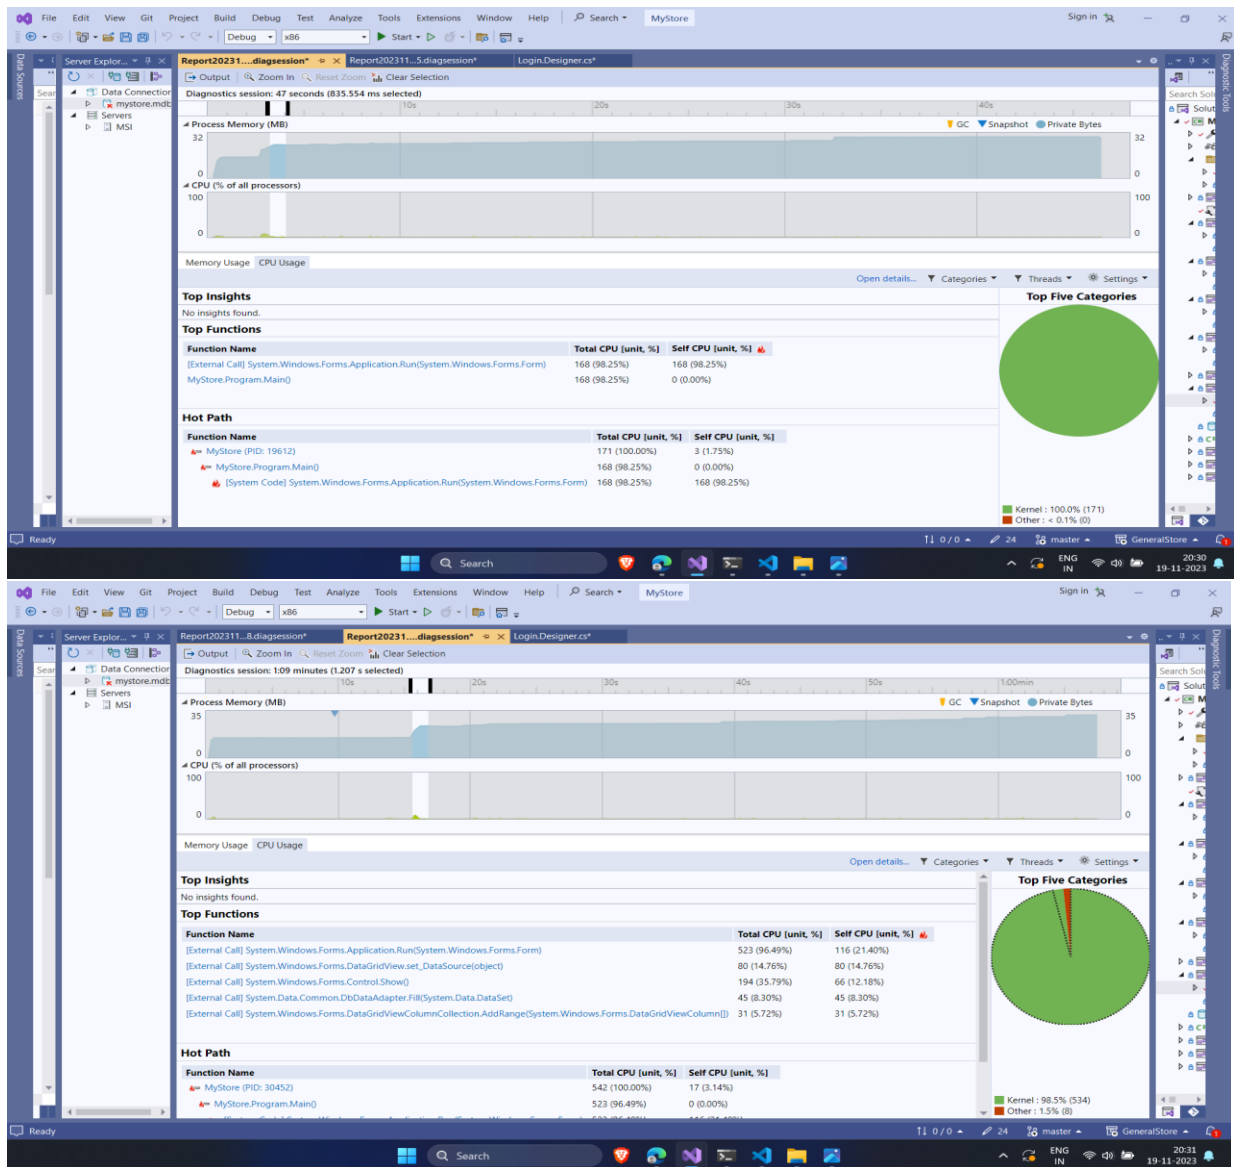 File Edit View Git Project Build Debug Test Analyze Tools Extensions Window Help Search MyStore Sign in
Debug x86 Start
Data Sources
Server Explor...
Report20231....diagsession*
Report202311...5.diagsession*
Login.Designer.cs*
Diagnostic Tools
Output Zoom In Reset Zoom Clear Selection
Sear
Data Connection
mystore.mdb
Servers
MSI
Diagnostics session: 47 seconds (835.554 ms selected)
10s 20s 30s 40s
Process Memory (MB) GC Snapshot Private Bytes
32 32
0 0
CPU (% of all processors)
100 100
0 0
Memory Usage CPU Usage
Open details... Categories Threads Settings
Top Insights
No insights found.
Top Functions
Function Name Total CPU [unit, %] Self CPU [unit, %]
[External Call] System.Windows.Forms.Application.Run(System.Windows.Forms.Form) 168 (98.25%) 168 (98.25%)
MyStore.Program.Main() 168 (98.25%) 0 (0.00%)
Hot Path
Function Name Total CPU [unit, %] Self CPU [unit, %]
MyStore (PID: 19612) 171 (100.00%) 3 (1.75%)
MyStore.Program.Main() 168 (98.25%) 0 (0.00%)
[System Code] System.Windows.Forms.Application.Run(System.Windows.Forms.Form) 168 (98.25%) 168 (98.25%)
Top Five Categories
Kernel : 100.0% (171)
Other : < 0.1% (0)
Search Solu
Solut
Ready 0 / 0 24 master GeneralStore 1
Search ENG IN 20:30 19-11-2023
File Edit View Git Project Build Debug Test Analyze Tools Extensions Window Help Search MyStore Sign in
Debug x86 Start
Data Sources
Server Explor...
Report202311...8.diagsession*
Report20231....diagsession*
Login.Designer.cs*
Diagnostic Tools
Output Zoom In Reset Zoom Clear Selection
Sear
Data Connection
mystore.mdb
Servers
MSI
Diagnostics session: 1:09 minutes (1.207 s selected)
10s 20s 30s 40s 50s 1:00min
Process Memory (MB) GC Snapshot Private Bytes
35 35
0 0
CPU (% of all processors)
100 100
0 0
Memory Usage CPU Usage
Open details... Categories Threads Settings
Top Insights
No insights found.
Top Functions
Function Name Total CPU [unit, %] Self CPU [unit, %]
[External Call] System.Windows.Forms.Application.Run(System.Windows.Forms.Form) 523 (96.49%) 116 (21.40%)
[External Call] System.Windows.Forms.DataGridView.set_DataSource(object) 80 (14.76%) 80 (14.76%)
[External Call] System.Windows.Forms.Control.Show() 194 (35.79%) 66 (12.18%)
[External Call] System.Data.Common.DbDataAdapter.Fill(System.Data.DataSet) 45 (8.30%) 45 (8.30%)
[External Call] System.Windows.Forms.DataGridViewColumnCollection.AddRange(System.Windows.Forms.DataGridViewColumn[]) 31 (5.72%) 31 (5.72%)
Hot Path
Function Name Total CPU [unit, %] Self CPU [unit, %]
MyStore (PID: 30452) 542 (100.00%) 17 (3.14%)
MyStore.Program.Main() 523 (96.49%) 0 (0.00%)
Top Five Categories
Kernel : 98.5% (534)
Other : 1.5% (8)
Search Solu
Solut
Ready 0 / 0 24 master GeneralStore 1
Search ENG IN 20:31 19-11-2023